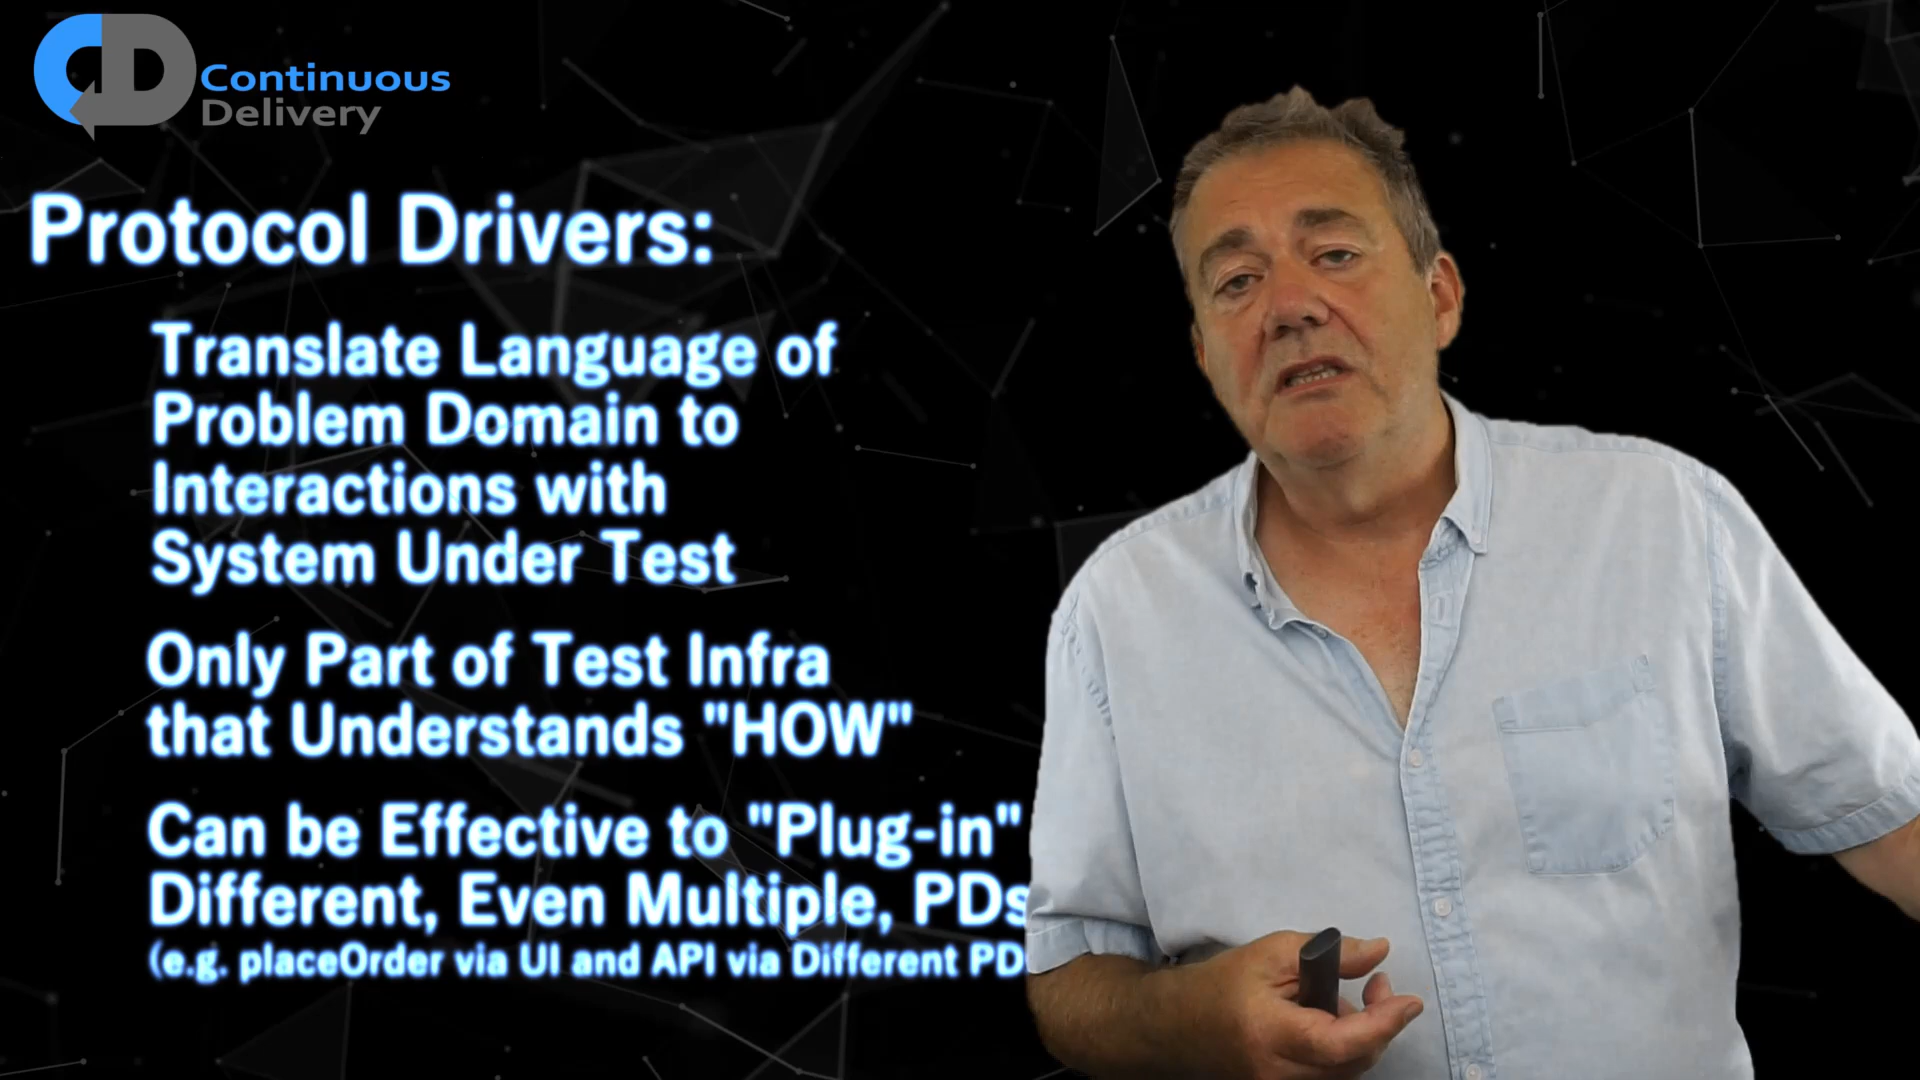 Continuous
Delivery
Protocol Drivers:
Translate Language of
Problem Domain to
Interactions with
System Under Test
Only Part of Test Infra
that Understands "HOW"
Can be Effective to "Plug-in"
Different, Even Multiple, PDs
(e.g. placeOrder via UI and API via Different PD